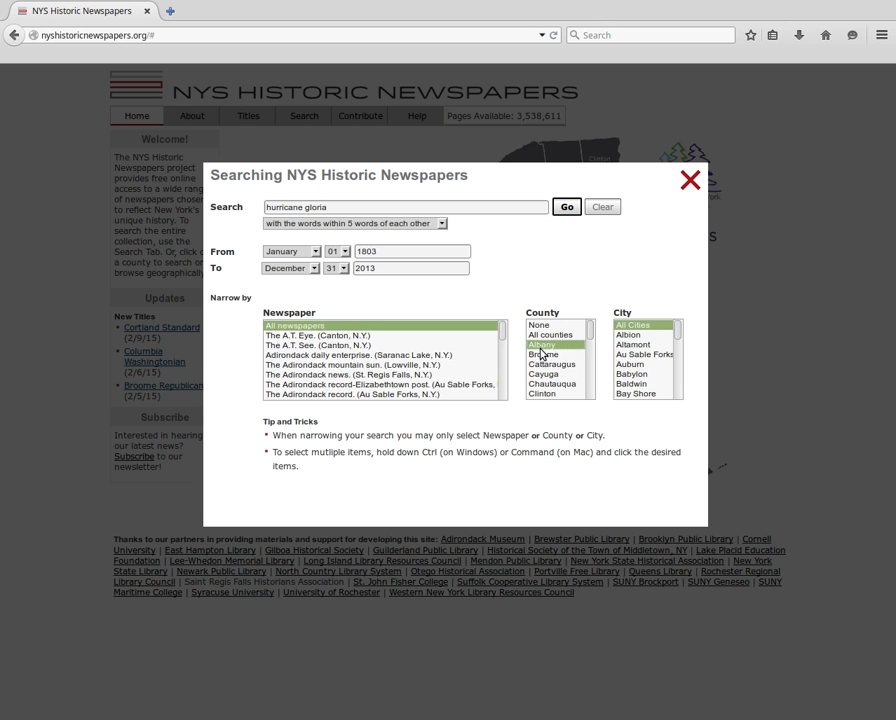 NYS Historic Newspapers
nyshistoricnewspapers.org/#
Search
NYS HISTORIC NEWSPAPERS
Home About Titles Search Contribute Help Pages Available: 3,538,611
Welcome!
The NYS Historic
Newspapers project
provides free online
access to a wide range
of newspapers chosen
to reflect New York's
unique history. To
search the entire
collection, use the
Search Tab. Or, click on
a county to search or
browse geographically.
Updates
New Titles
Cortland Standard
(2/9/15)
Columbia
Washingtonian
(2/6/15)
Broome Republican
(2/5/15)
Subscribe
Interested in hearing
our latest news?
Subscribe to our
newsletter!
Clinton
Searching NYS Historic Newspapers
Search hurricane gloria Go Clear
with the words within 5 words of each other
From January 01 1803
To December 31 2013
Narrow by
Newspaper
All newspapers
The A.T. Eye. (Canton, N.Y.)
The A.T. See. (Canton, N.Y.)
Adirondack daily enterprise. (Saranac Lake, N.Y.)
The Adirondack mountain sun. (Lowville, N.Y.)
The Adirondack news. (St. Regis Falls, N.Y.)
The Adirondack record-Elizabethtown post. (Au Sable Forks,
The Adirondack record. (Au Sable Forks, N.Y.)
County
None
All counties
Albany
Broome
Cattaraugus
Cayuga
Chautauqua
Clinton
City
All Cities
Albion
Altamont
Au Sable Forks
Auburn
Babylon
Baldwin
Bay Shore
Tip and Tricks
• When narrowing your search you may only select Newspaper or County or City.
• To select mutliple items, hold down Ctrl (on Windows) or Command (on Mac) and click the desired
items.
Thanks to our partners in providing materials and support for developing this site: Adirondack Museum | Brewster Public Library | Brooklyn Public Library | Cornell
University | East Hampton Library | Gilboa Historical Society | Guilderland Public Library | Historical Society of the Town of Middletown, NY | Lake Placid Education
Foundation | Lee-Whedon Memorial Library | Long Island Library Resources Council | Mendon Public Library | New York State Historical Association | New York
State Library | Newark Public Library | North Country Library System | Otego Historical Association | Portville Free Library | Queens Library | Rochester Regional
Library Council | Saint Regis Falls Historians Association | St. John Fisher College | Suffolk Cooperative Library System | SUNY Brockport | SUNY Geneseo | SUNY
Maritime College | Syracuse University | University of Rochester | Western New York Library Resources Council